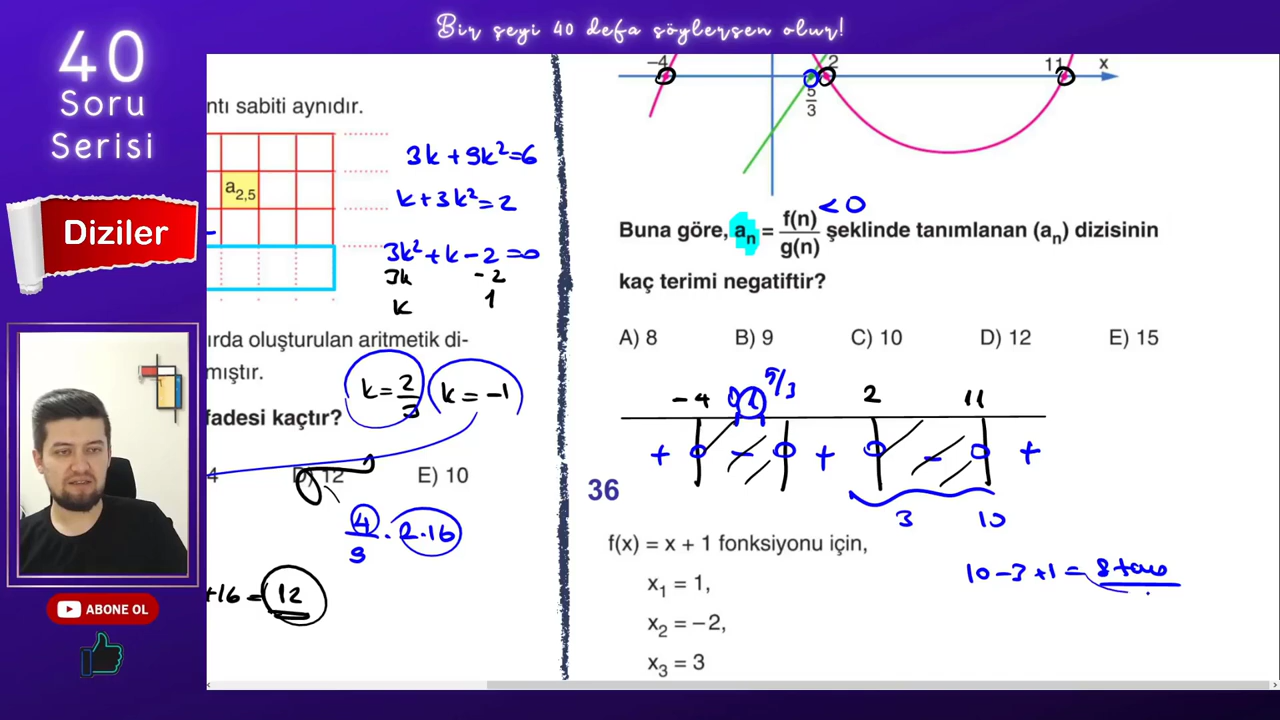 Bir şeyi 40 defa söylersen olur!
40
Soru
Serisi
Diziler
ABONE OL
ntı sabiti aynıdır.
a2,5
3k + 9k² = 6
k + 3k² = 2
3k² + k - 2 = 0
3k -2
k 1
ırda oluşturulan aritmetik di-
mıştır.
k = 2/3 k = -1
fadesi kaçtır?
4 D) 12 E) 10
4/9 · 2·16
+16 = 12
-4 2 11 x
5/3
Buna göre, an = f(n)/g(n) < 0 şeklinde tanımlanan (an) dizisinin
kaç terimi negatiftir?
A) 8 B) 9 C) 10 D) 12 E) 15
-4 5/3 2 11
+ - + - +
3 10
10 - 3 + 1 = 8 tane
36
f(x) = x + 1 fonksiyonu için,
x1 = 1,
x2 = −2,
x3 = 3